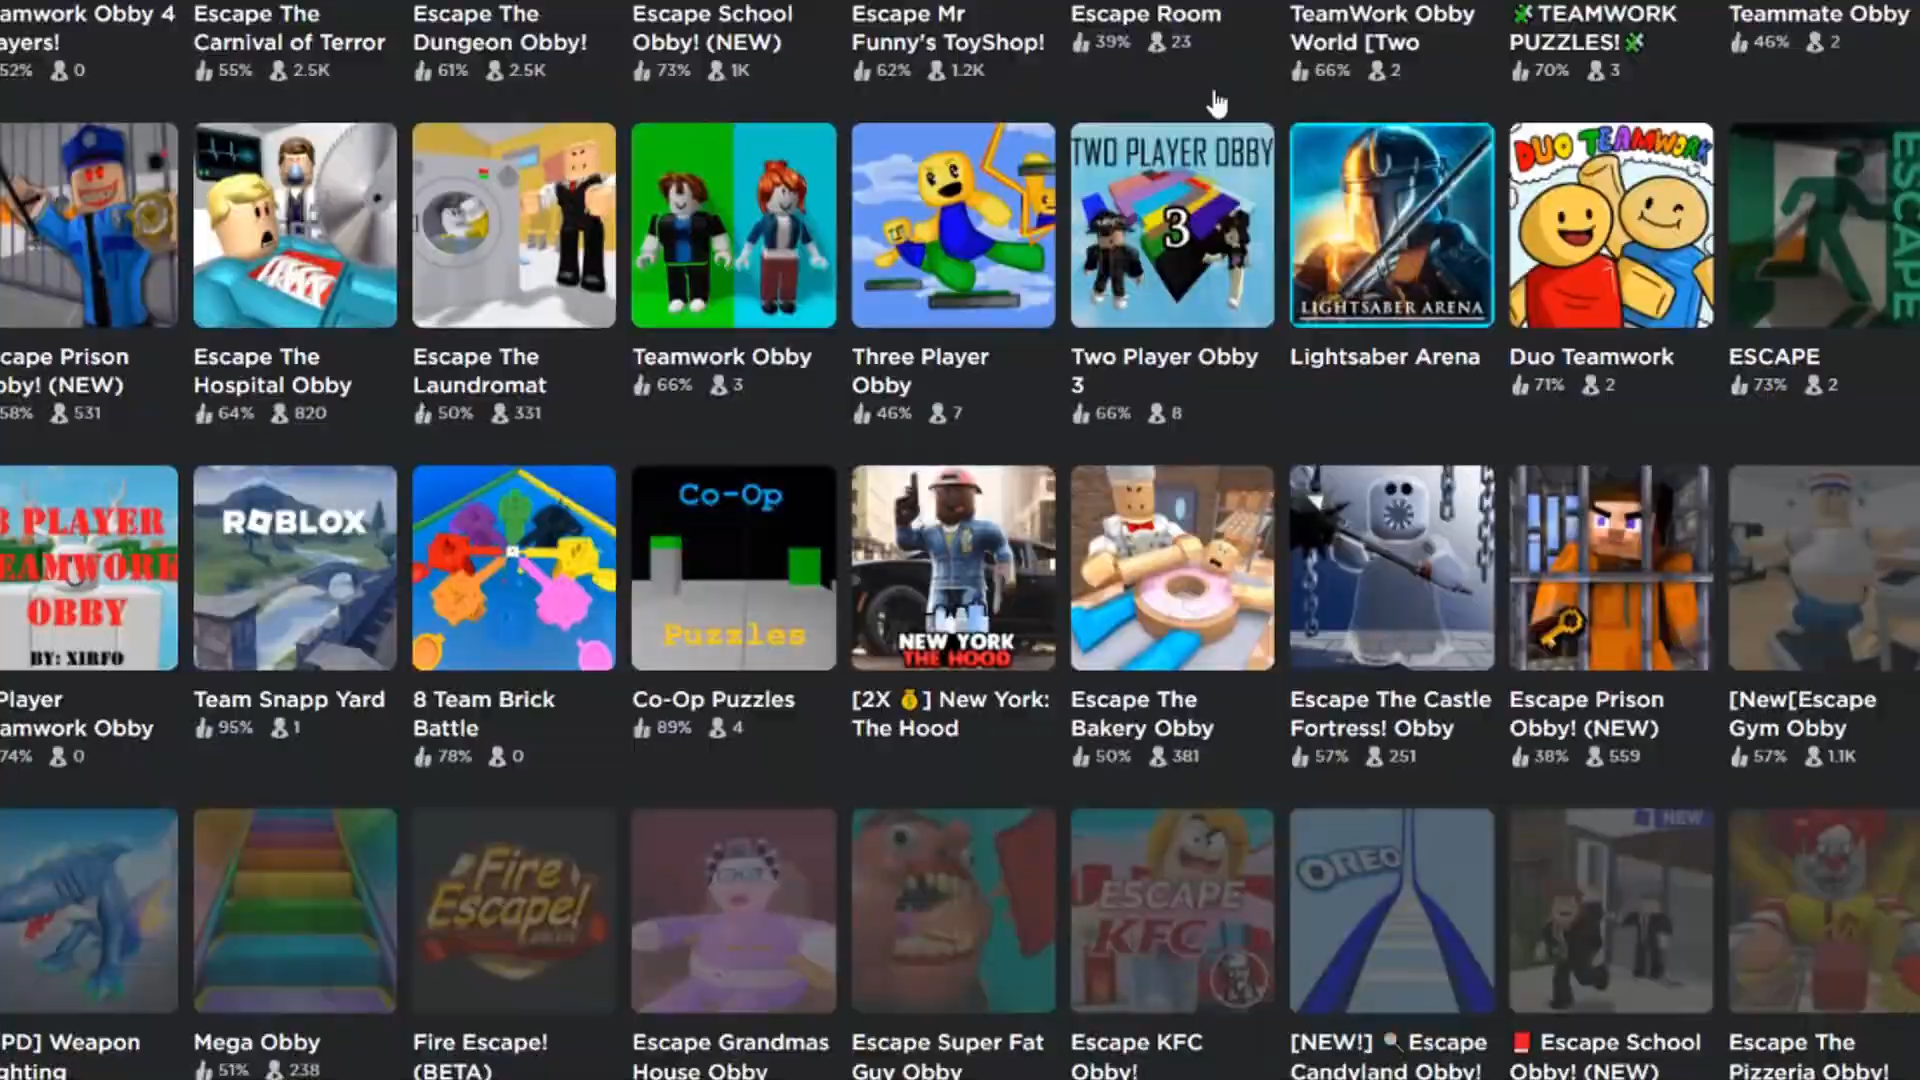 amwork Obby 4
ayers!
52% 0
Escape The
Carnival of Terror
55% 2.5K
Escape The
Dungeon Obby!
61% 2.5K
Escape School
Obby! (NEW)
73% 1K
Escape Mr
Funny's ToyShop!
62% 1.2K
Escape Room
39% 23
TeamWork Obby
World [Two
66% 2
TEAMWORK
PUZZLES!
70% 3
Teammate Obby
46% 2
TWO PLAYER OBBY
3
LIGHTSABER ARENA
DUO TEAMWORK
ESCAPE
cape Prison
bby! (NEW)
58% 531
Escape The
Hospital Obby
64% 820
Escape The
Laundromat
50% 331
Teamwork Obby
66% 3
Three Player
Obby
46% 7
Two Player Obby
3
66% 8
Lightsaber Arena
Duo Teamwork
71% 2
ESCAPE
73% 2
3 PLAYER
EAMWORK
OBBY
BY: XIRFO
ROBLOX
Co-Op
Puzzles
NEW YORK
THE HOOD
Player
amwork Obby
74% 0
Team Snapp Yard
95% 1
8 Team Brick
Battle
78% 0
Co-Op Puzzles
89% 4
[2X 💰] New York:
The Hood
Escape The
Bakery Obby
50% 381
Escape The Castle
Fortress! Obby
57% 251
Escape Prison
Obby! (NEW)
38% 559
[New[Escape
Gym Obby
57% 1.1K
Fire
Escape!
ESCAPE
KFC
OREO
NEW
PD] Weapon
ghting
Mega Obby
51% 238
Fire Escape!
(BETA)
Escape Grandmas
House Obby
Escape Super Fat
Guy Obby
Escape KFC
Obby!
[NEW!] Escape
Candyland Obby!
Escape School
Obby! (NEW)
Escape The
Pizzeria Obby!